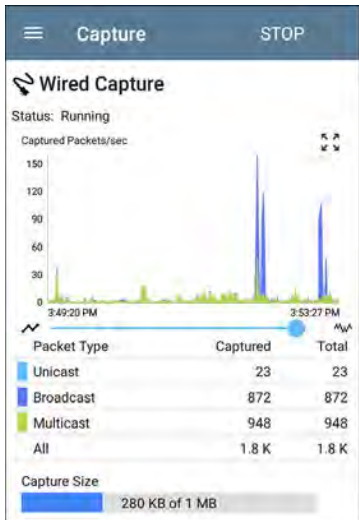 Capture STOP
Wired Capture
Status: Running
Captured Packets/sec
150
120
90
60
30
0
3:49:20 PM 3:53:27 PM
Packet Type Captured Total
Unicast 23 23
Broadcast 872 872
Multicast 948 948
All 1.8 K 1.8 K
Capture Size
280 KB of 1 MB